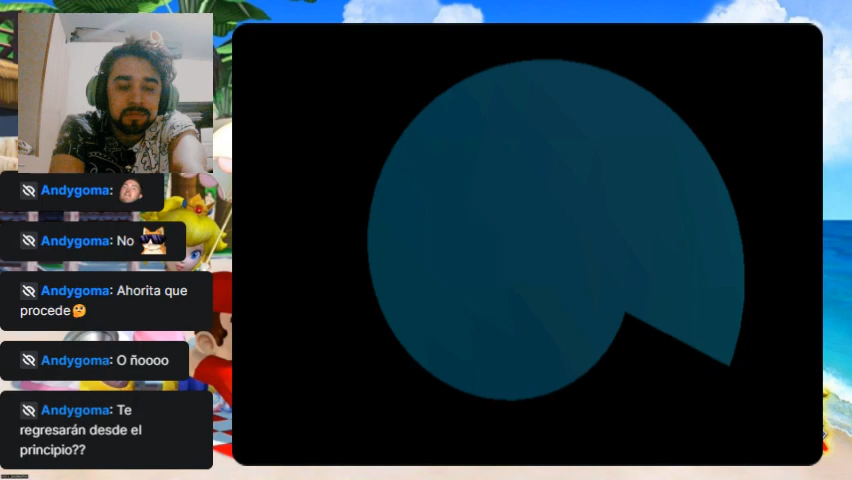 Andygoma:
Andygoma: No
Andygoma: Ahorita que
procede🤔
Andygoma: O ñoooo
Andygoma: Te
regresarán desde el
principio??